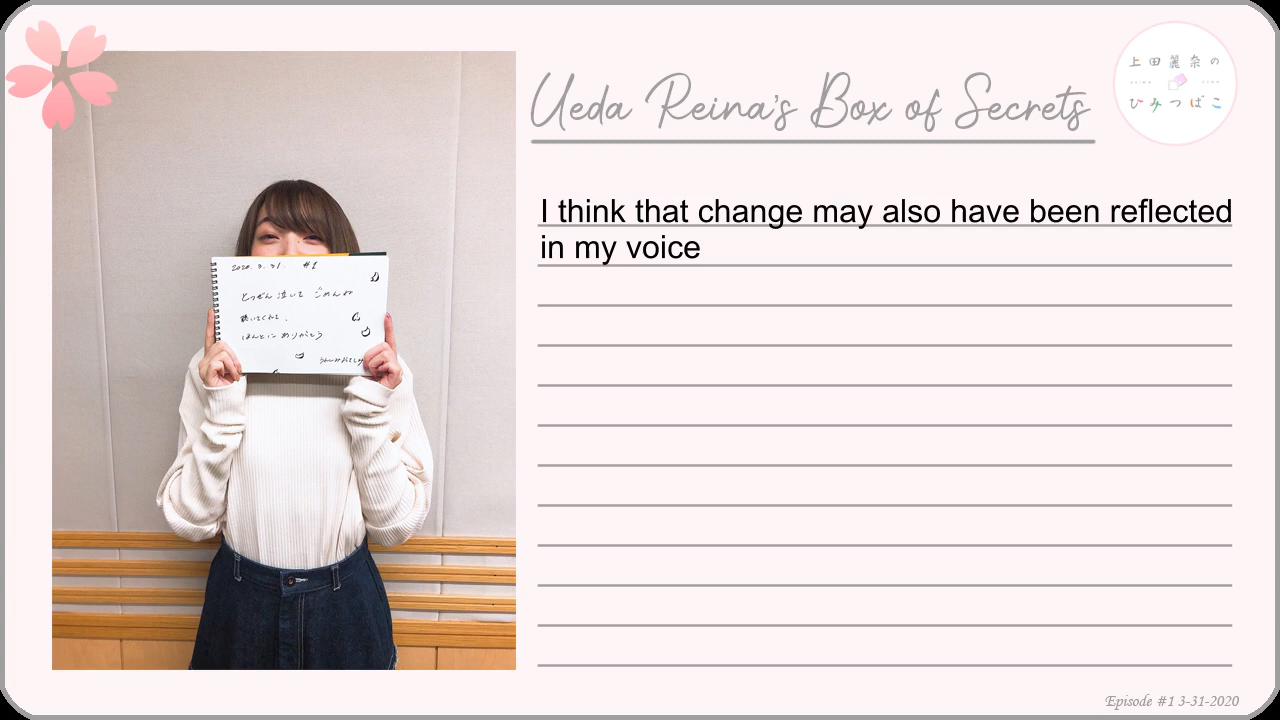 Ueda Reina's Box of Secrets
上田麗奈の
ひみつばこ
I think that change may also have been reflected
in my voice
2020. 3. 31. #1
とつぜん 泣いて ごめんね
聴いてくれて、
ほんとに ありがとう
Episode #1 3-31-2020